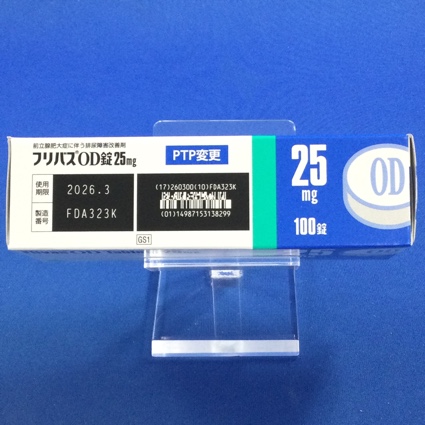 前立腺肥大症に伴う排尿障害改善剤
フリバス®OD錠25mg
PTP変更
使用
期限
2026.3
製造
番号
FDA323K
(17)260300(10)FDA323K
(01)14987153138299
GS1
25
mg
100錠
OD